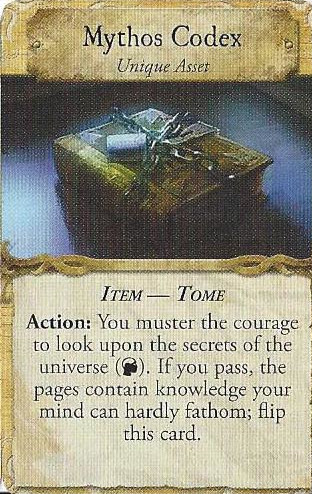 Mythos Codex
Unique Asset
ITEM — TOME
Action: You muster the courage
to look upon the secrets of the
universe ( ). If you pass, the
pages contain knowledge your
mind can hardly fathom; flip
this card.